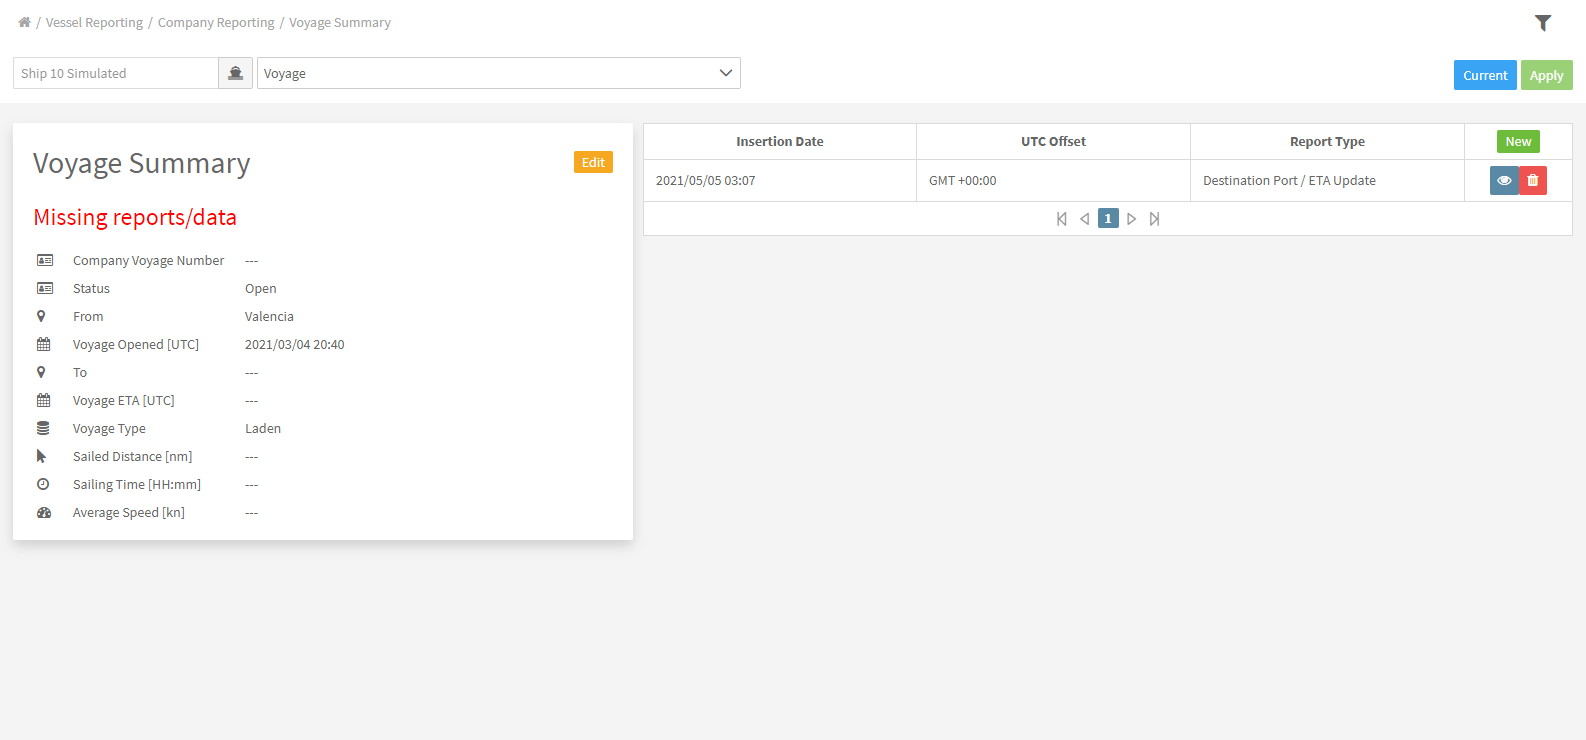 / Vessel Reporting / Company Reporting / Voyage Summary
Ship 10 Simulated
Voyage
Current
Apply
Voyage Summary
Edit
Missing reports/data
Company Voyage Number ---
Status Open
From Valencia
Voyage Opened [UTC] 2021/03/04 20:40
To ---
Voyage ETA [UTC] ---
Voyage Type Laden
Sailed Distance [nm] ---
Sailing Time [HH:mm] ---
Average Speed [kn] ---
Insertion Date UTC Offset Report Type New
2021/05/05 03:07 GMT +00:00 Destination Port / ETA Update
1